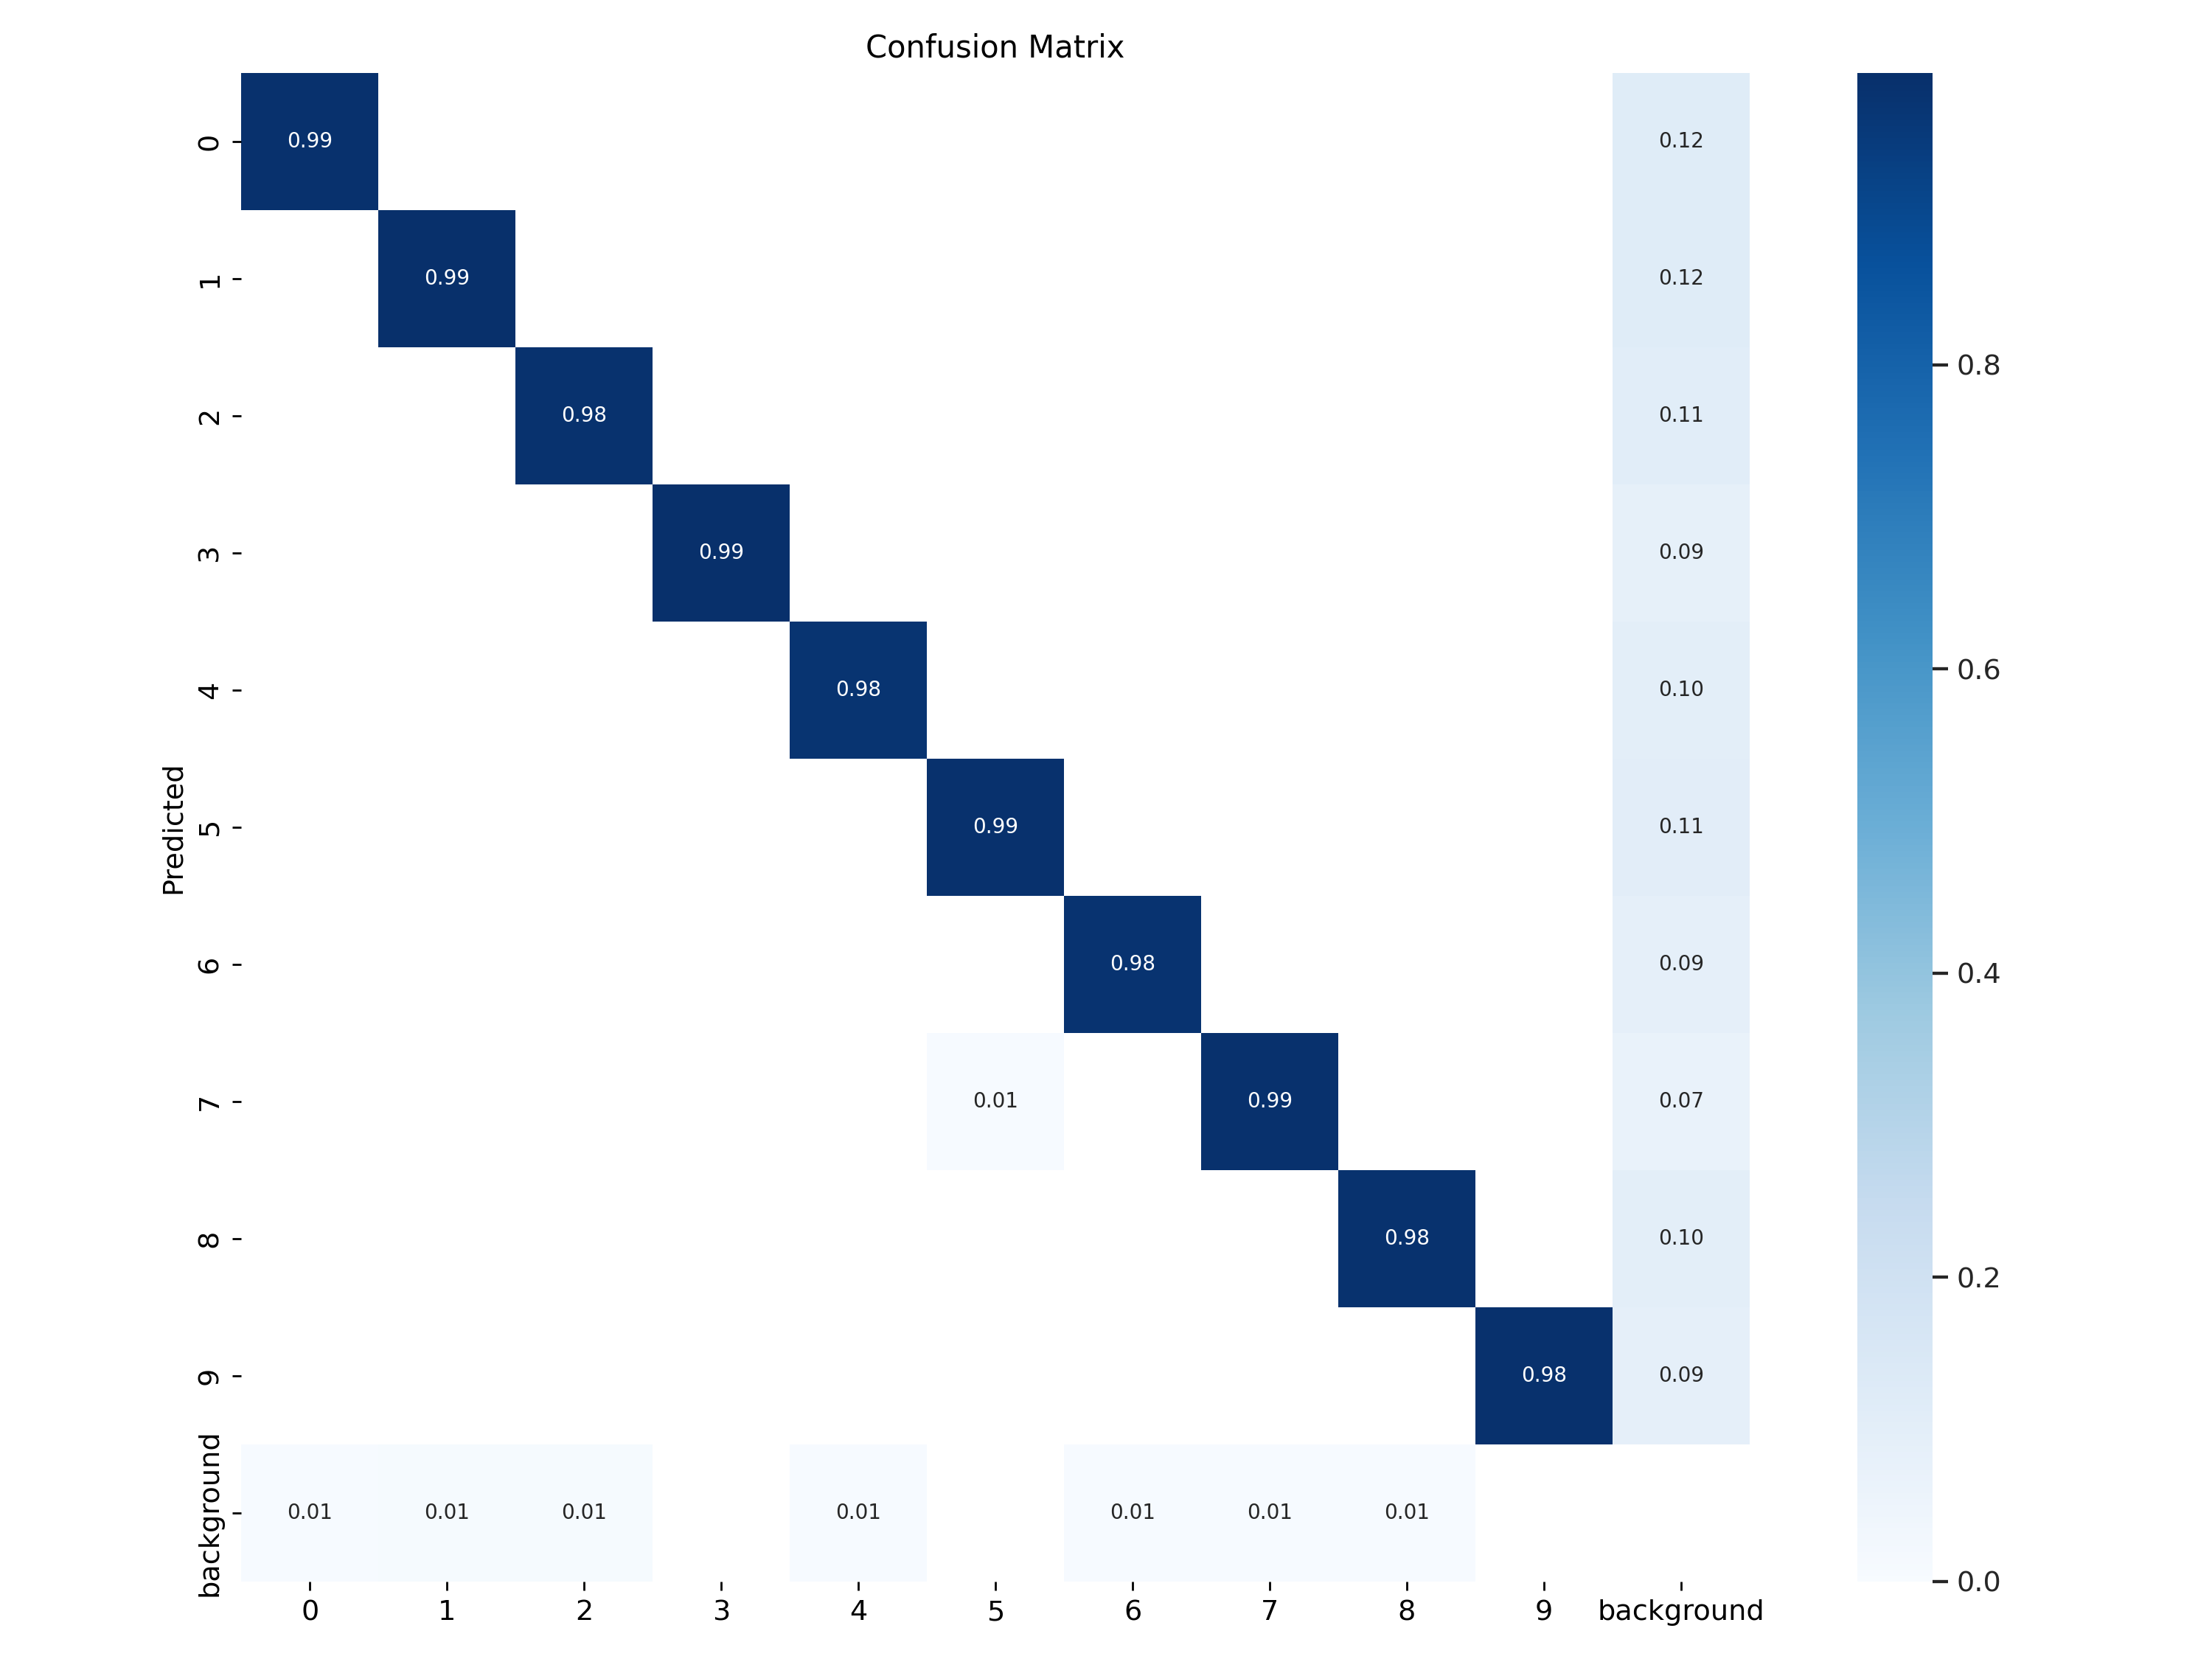 Confusion Matrix
0 0.99 0.12
1 0.99 0.12
2 0.98 0.11
3 0.99 0.09
4 0.98 0.10
5 0.99 0.11
6 0.98 0.09
7 0.01 0.99 0.07
8 0.98 0.10
9 0.98 0.09
background 0.01 0.01 0.01 0.01 0.01 0.01 0.01
0 1 2 3 4 5 6 7 8 9 background
Predicted
0.8
0.6
0.4
0.2
0.0